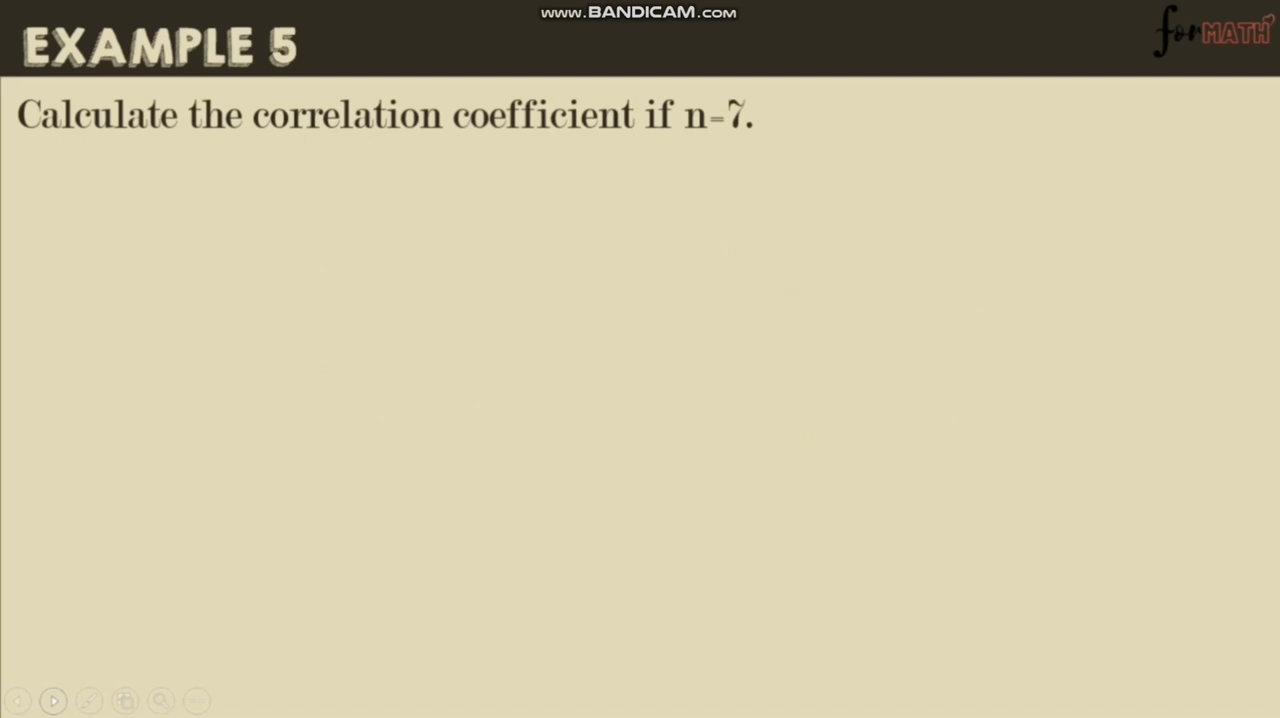 www.BANDICAM.com
EXAMPLE 5
forMATH
Calculate the correlation coefficient if n=7.